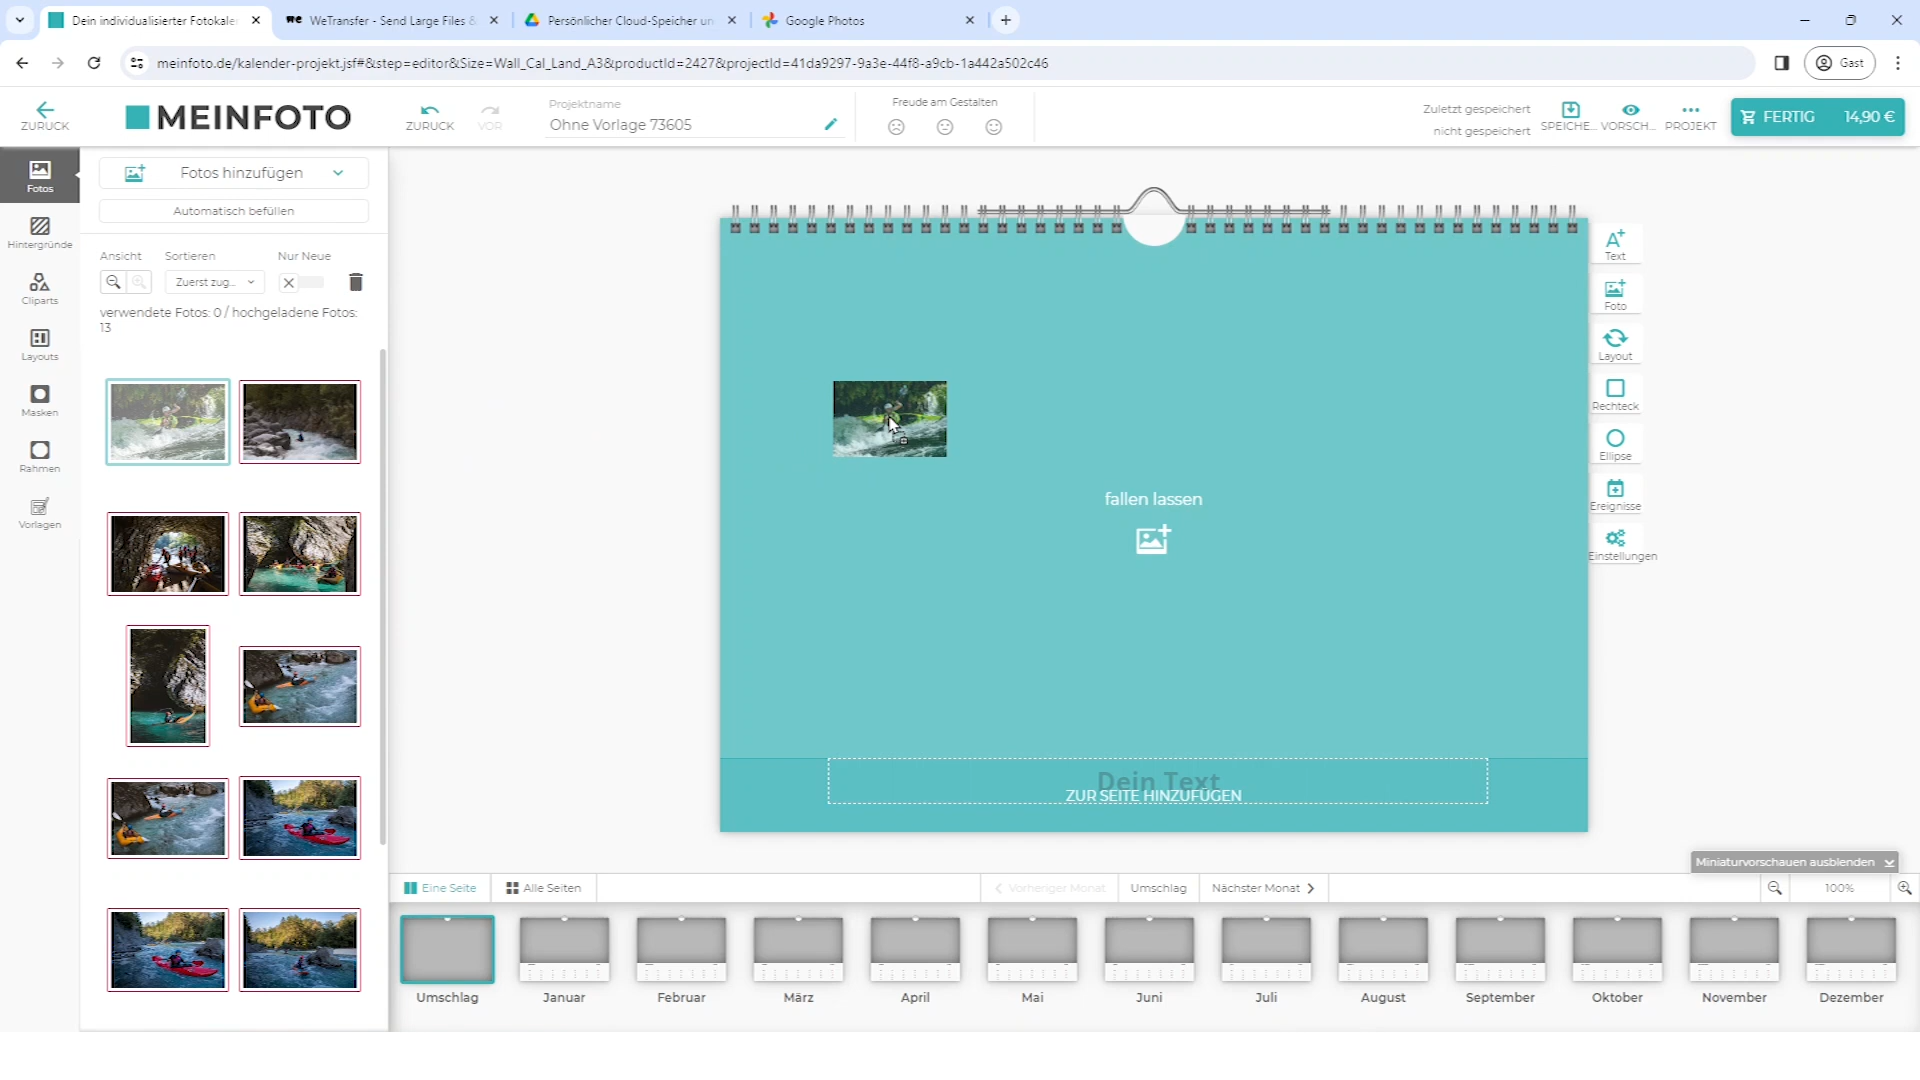 Dein individualisierter Fotokale
WeTransfer - Send Large Files &
Persönlicher Cloud-Speicher un
Google Photos
meinfoto.de/kalender-projekt.jsf#&step=editor&Size=Wall_Cal_Land_A3&productId=2427&projectId=41da9297-9a3e-44f8-a9cb-1a442a502c46
Gast
ZURÜCK
MEINFOTO
ZURÜCK
VOR
Projektname
Ohne Vorlage 73605
Freude am Gestalten
Zuletzt gespeichert
nicht gespeichert
SPEICHE...
VORSCH...
PROJEKT
FERTIG
14,90 €
Fotos
Hintergründe
Cliparts
Layouts
Masken
Rahmen
Vorlagen
Fotos hinzufügen
Automatisch befüllen
Ansicht
Sortieren
Nur Neue
Zuerst zug...
verwendete Fotos: 0 / hochgeladene Fotos:
13
fallen lassen
Dein Text
ZUR SEITE HINZUFÜGEN
Text
Foto
Layout
Rechteck
Ellipse
Ereignisse
Einstellungen
Miniaturvorschauen ausblenden
Eine Seite
Alle Seiten
Vorheriger Monat
Umschlag
Nächster Monat
100%
Umschlag
Januar
Februar
März
April
Mai
Juni
Juli
August
September
Oktober
November
Dezember